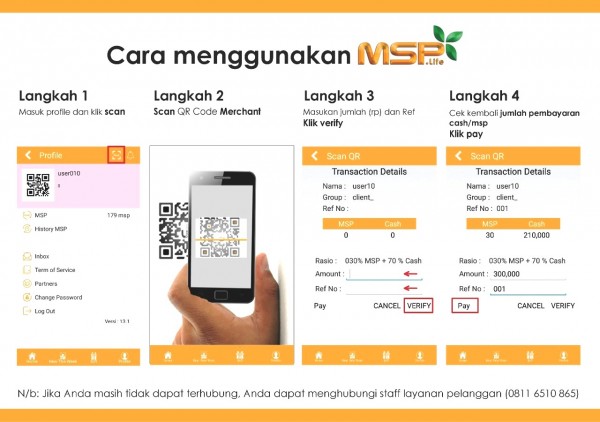 Cara menggunakan MSP.Life
Langkah 1
Masuk profile dan klik scan
Profile
user010
s
MSP 179 msp
History MSP
Inbox
Term of Service
Partners
Change Password
Log Out
Langkah 2
Scan QR Code Merchant
Langkah 3
Masukan jumlah (rp) dan Ref
Klik verify
Scan QR
Transaction Details
Nama : user10
Group : client_
Ref No :
MSP Cash
0 0
Rasio : 030% MSP + 70 % Cash
Amount :
Ref No :
Pay CANCEL VERIFY
Langkah 4
Cek kembali jumlah pembayaran
cash/msp
Klik pay
Scan QR
Transaction Details
Nama : user10
Group : client_
Ref No : 001
MSP Cash
30 210,000
Rasio : 030% MSP + 70 % Cash
Amount : 300,000
Ref No : 001
Pay CANCEL VERIFY
N/b: Jika Anda masih tidak dapat terhubung, Anda dapat menghubungi staff layanan pelanggan (0811 6510 865)